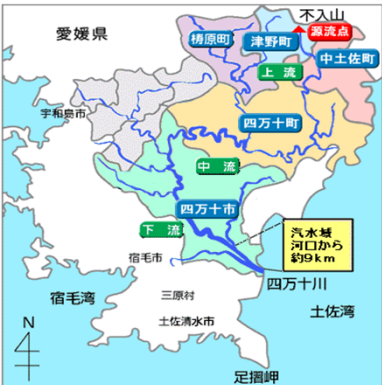 不入山
愛媛県
源流点
梼原町
津野町
中土佐町
上流
宇和島市
四万十町
中流
四万十市
下流
汽水域
河口から
約9km
宿毛市
四万十川
宿毛湾
三原村
土佐湾
土佐清水市
N
足摺岬